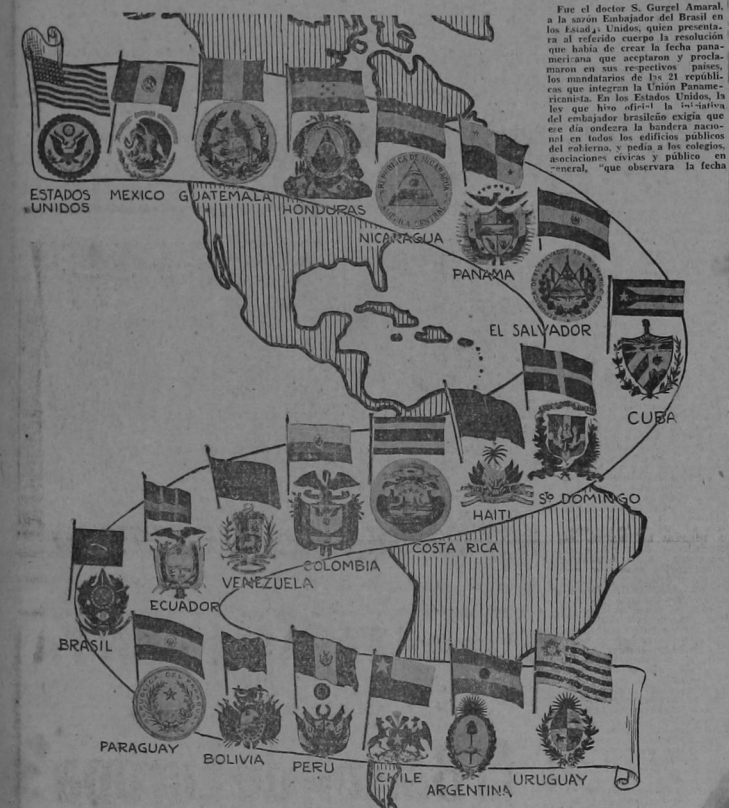 Fue el doctor S. Gurgel Amaral,
a la sazón Embajador del Brasil en
los Estados Unidos, quien presenta-
ra al referido cuerpo la resolución
que había de crear la fecha pana-
mericana que aceptaron y procla-
maron en sus respectivos países,
los mandatarios de las 21 repúbli-
cas que integran la Unión Paname-
ricanista. En los Estados Unidos, la
ley que hizo oficial la iniciativa
del embajador brasileño exigía que
ese día ondeara la bandera nacio-
nal en todos los edificios públicos
del gobierno, y pedía a los colegios,
asociaciones cívicas y público en
general, "que observara la fecha
ESTADOS
UNIDOS
MEXICO
GUATEMALA
HONDURAS
NICARAGUA
PANAMA
EL SALVADOR
CUBA
Sº DOMINGO
HAITI
COSTA RICA
COLOMBIA
VENEZUELA
ECUADOR
BRASIL
PARAGUAY
BOLIVIA
PERU
CHILE
ARGENTINA
URUGUAY